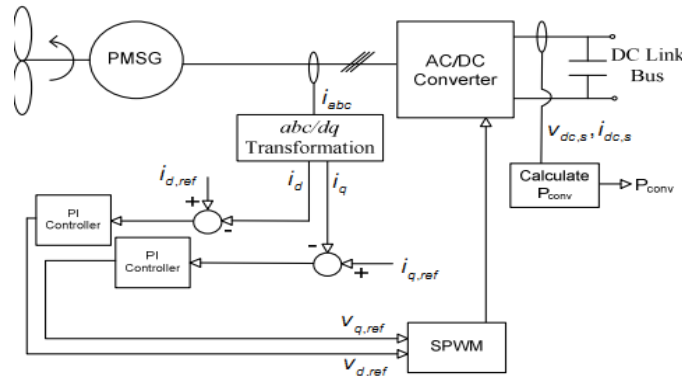 PMSG
AC/DC
Converter
DC Link
Bus
i_abc
abc/dq
Transformation
v_dc,s, i_dc,s
Calculate
P_conv
P_conv
i_d,ref
i_d
i_q
+
-
PI
Controller
-
PI
Controller
+
i_q,ref
v_q,ref
SPWM
v_d,ref